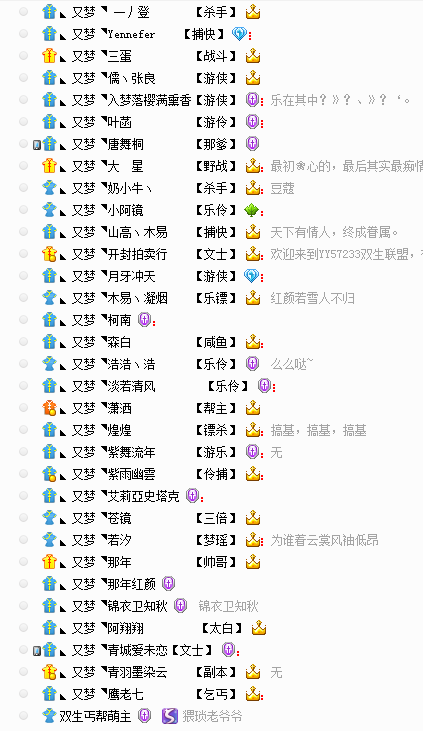 ◣ 又梦 ◥ 一丿登 【杀手】
◣ 又梦 ◥Yennefer 【捕快】
◣ 又梦 ◥三蛋 【战斗】
◣ 又梦 ◥儒丶张良 【游侠】
◣ 又梦 ◥入梦落樱满重香【游侠】 乐在其中？》？、》？‘。
◣ 又梦 ◥叶菡 【游伶】
◣ 又梦 ◥唐舞桐 【那爹】
◣ 又梦 ◥大 星 【野战】 最初❀心的，最后其实最痴情
◣ 又梦 ◥奶小牛丶 【杀手】 豆蔻
◣ 又梦 ◥小阿镜 【乐伶】
◣ 又梦 ◥山高丶木易 【捕快】 天下有情人，终成眷属。
◣ 又梦 ◥开封拍卖行 【文士】 欢迎来到YY57233双生联盟，
◣ 又梦 ◥月牙冲天 【游侠】
◣ 又梦 ◥木易丶凝烟 【乐镖】 红颜若雪人不归
◣ 又梦 ◥柯南
◣ 又梦 ◥森白 【咸鱼】
◣ 又梦 ◥浩浩丶浩 【乐伶】 么么哒~
◣ 又梦 ◥淡若清风 【乐伶】
◣ 又梦 ◥潇洒 【帮主】
◣ 又梦 ◥煌煌 【镖杀】 搞基，搞基，搞基
◣ 又梦 ◥紫舞流年 【游乐】 无
◣ 又梦 ◥紫雨幽雲 【伶捕】
◣ 又梦 ◥艾莉亞史塔克
◣ 又梦 ◥苍镜 【三倍】
◣ 又梦 ◥若汐 【梦瑶】 为谁着云裳风袖低昂
◣ 又梦 ◥那年 【帅哥】
◣ 又梦 ◥那年红颜
◣ 又梦 ◥锦衣卫知秋 锦衣卫知秋
◣ 又梦 ◥阿翔翔 【太白】
◣ 又梦 ◥青城爱未恋【文士】
◣ 又梦 ◥青羽墨染云 【副本】 无
◣ 又梦 ◥鹰老七 【乞丐】
双生丐帮萌主 猥琐老爷爷